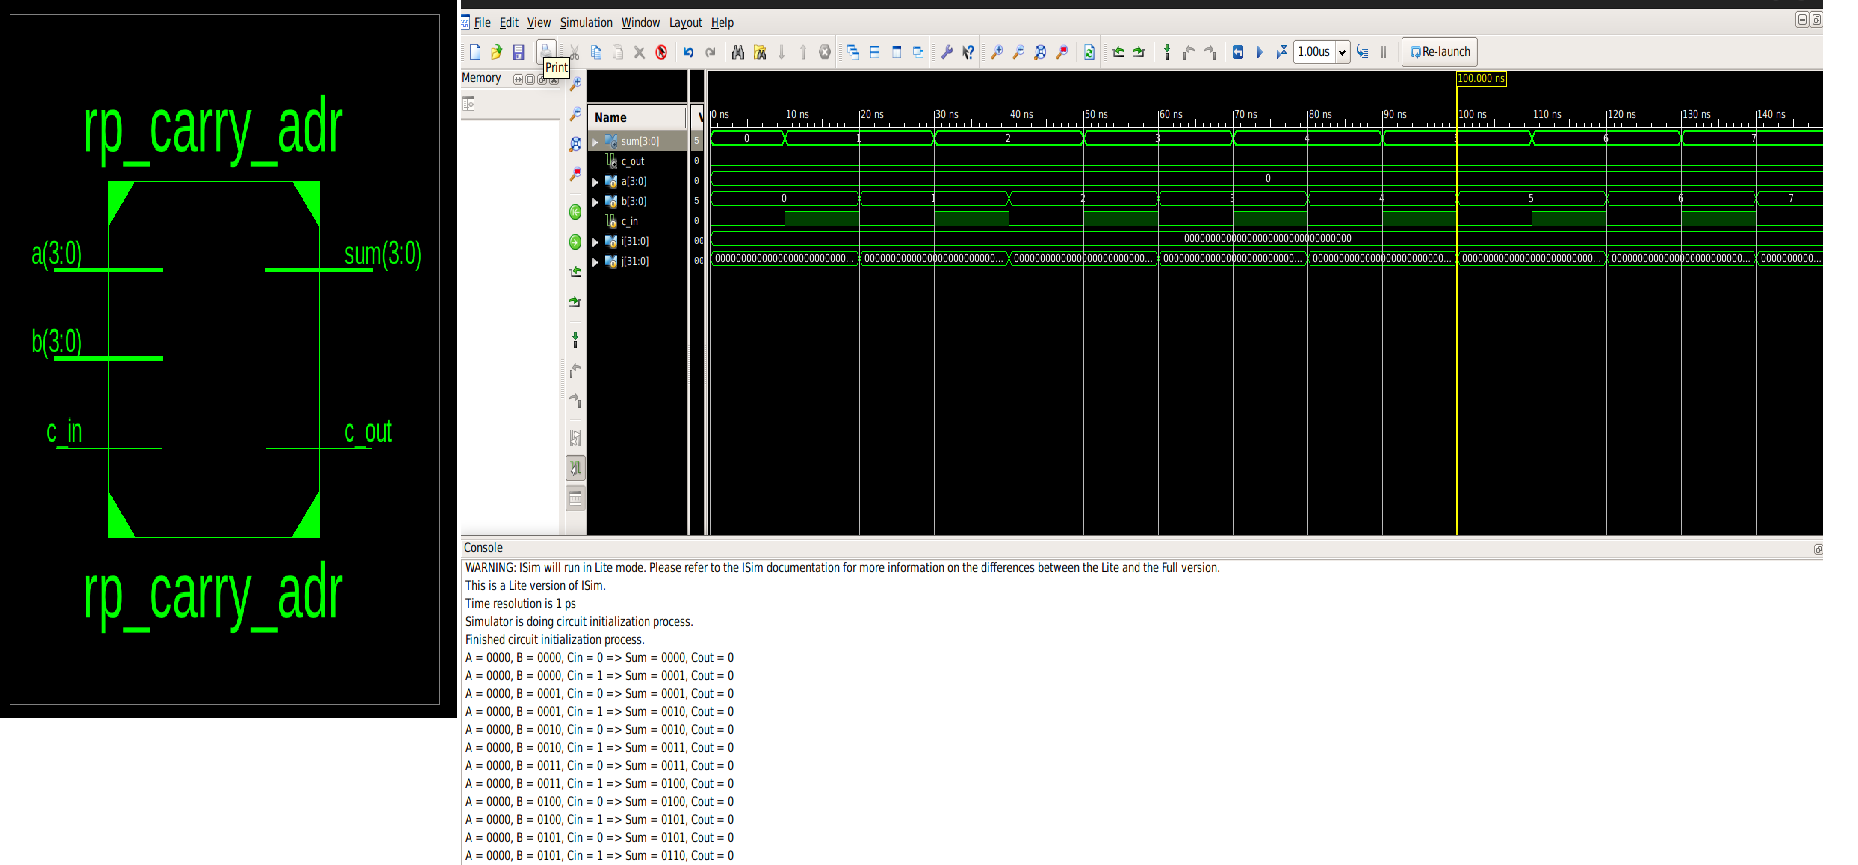 rp_carry_adr
a(3:0)
sum(3:0)
b(3:0)
c_in
c_out
rp_carry_adr
File Edit View Simulation Window Layout Help
1.00us
Re-launch
Print
Memory
100.000 ns
Name
0 ns 10 ns 20 ns 30 ns 40 ns 50 ns 60 ns 70 ns 80 ns 90 ns 100 ns 110 ns 120 ns 130 ns 140 ns
sum[3:0] 5 0 1 2 3 4 5 6 7
c_out 0
a[3:0] 0 0
b[3:0] 5 0 1 2 3 4 5 6 7
c_in 0
i[31:0] 00
j[31:0] 00
Console
WARNING: ISim will run in Lite mode. Please refer to the ISim documentation for more information on the differences between the Lite and the Full version.
This is a Lite version of ISim.
Time resolution is 1 ps
Simulator is doing circuit initialization process.
Finished circuit initialization process.
A = 0000, B = 0000, Cin = 0 => Sum = 0000, Cout = 0
A = 0000, B = 0000, Cin = 1 => Sum = 0001, Cout = 0
A = 0000, B = 0001, Cin = 0 => Sum = 0001, Cout = 0
A = 0000, B = 0001, Cin = 1 => Sum = 0010, Cout = 0
A = 0000, B = 0010, Cin = 0 => Sum = 0010, Cout = 0
A = 0000, B = 0010, Cin = 1 => Sum = 0011, Cout = 0
A = 0000, B = 0011, Cin = 0 => Sum = 0011, Cout = 0
A = 0000, B = 0011, Cin = 1 => Sum = 0100, Cout = 0
A = 0000, B = 0100, Cin = 0 => Sum = 0100, Cout = 0
A = 0000, B = 0100, Cin = 1 => Sum = 0101, Cout = 0
A = 0000, B = 0101, Cin = 0 => Sum = 0101, Cout = 0
A = 0000, B = 0101, Cin = 1 => Sum = 0110, Cout = 0